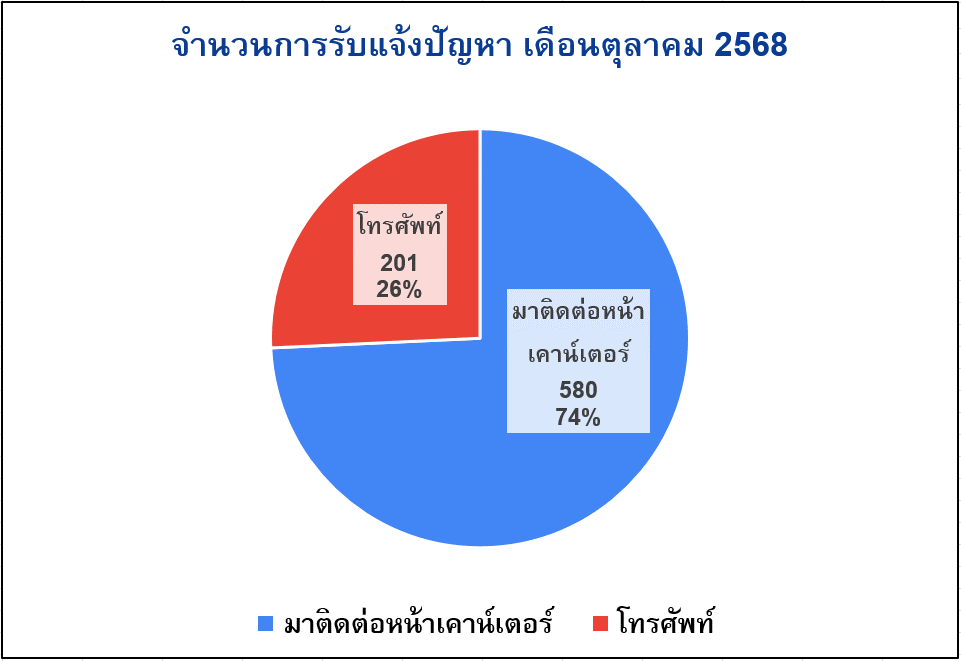 จำนวนการรับแจ้งปัญหา เดือนตุลาคม 2568
โทรศัพท์
201
26%
มาติดต่อหน้า
เคาน์เตอร์
580
74%
มาติดต่อหน้าเคาน์เตอร์
โทรศัพท์